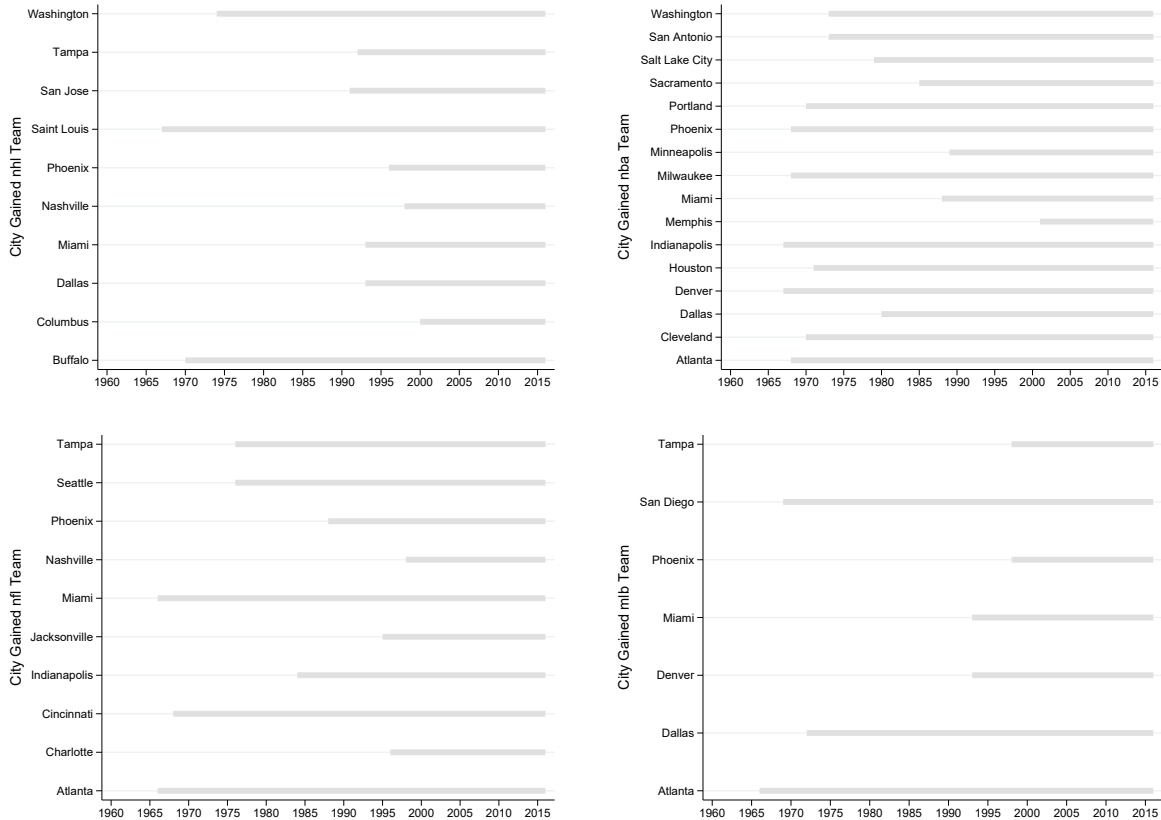 City Gained nhl Team
Washington
Tampa
San Jose
Saint Louis
Phoenix
Nashville
Miami
Dallas
Columbus
Buffalo
1960 1965 1970 1975 1980 1985 1990 1995 2000 2005 2010 2015
City Gained nba Team
Washington
San Antonio
Salt Lake City
Sacramento
Portland
Phoenix
Minneapolis
Milwaukee
Miami
Memphis
Indianapolis
Houston
Denver
Dallas
Cleveland
Atlanta
1960 1965 1970 1975 1980 1985 1990 1995 2000 2005 2010 2015
City Gained nfl Team
Tampa
Seattle
Phoenix
Nashville
Miami
Jacksonville
Indianapolis
Cincinnati
Charlotte
Atlanta
1960 1965 1970 1975 1980 1985 1990 1995 2000 2005 2010 2015
City Gained mlb Team
Tampa
San Diego
Phoenix
Miami
Denver
Dallas
Atlanta
1960 1965 1970 1975 1980 1985 1990 1995 2000 2005 2010 2015